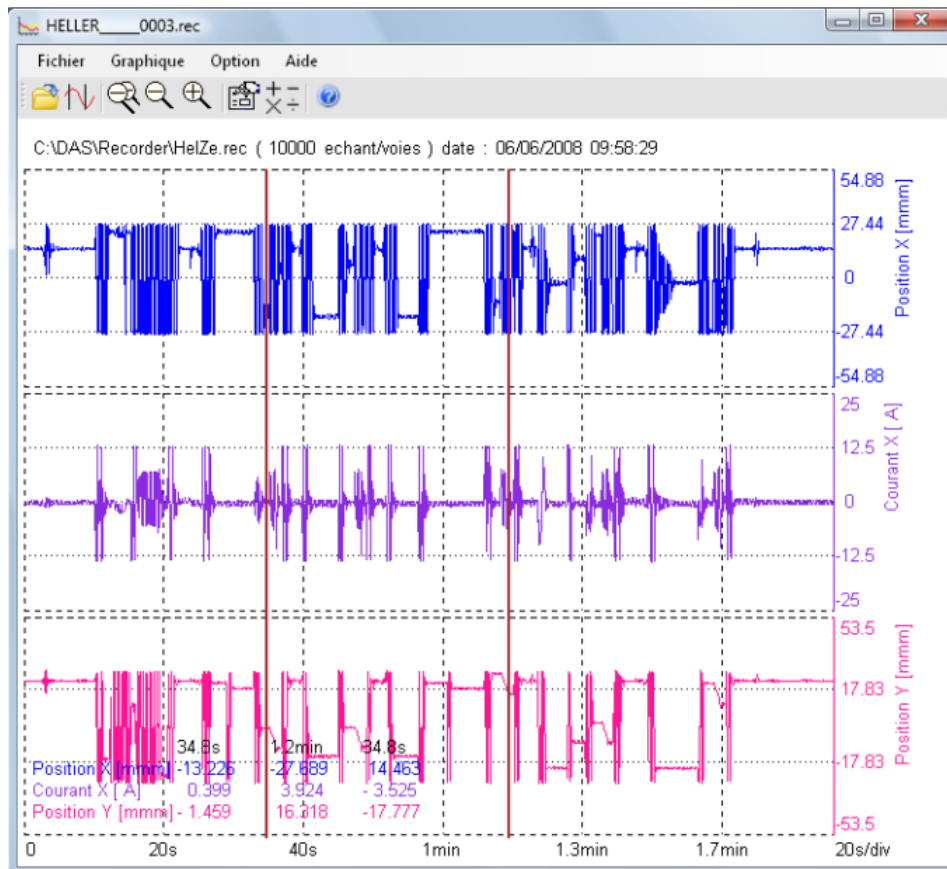 HELLER_____0003.rec
Fichier Graphique Option Aide
C:\DAS\Recorder\HelZe.rec ( 10000 echant/voies ) date : 06/06/2008 09:58:29
54.88
27.44
0
-27.44
-54.88
Position X [mmm]
25
12.5
0
-12.5
-25
Courant X [ A]
53.5
17.83
-17.83
-53.5
Position Y [mmm]
34.8s 1.2min 34.8s
Position X [mmm] -13.226 -27.689 14.463
Courant X [ A] 0.399 3.924 - 3.525
Position Y [mmm] - 1.459 16.318 -17.777
0 20s 40s 1min 1.3min 1.7min 20s/div